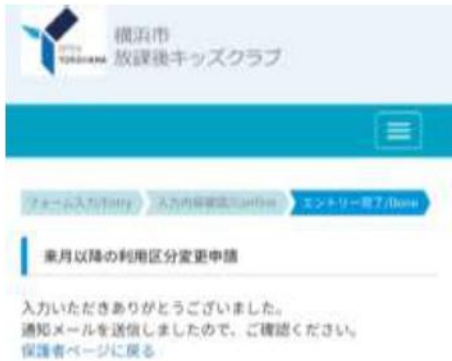 横浜市
OPEN
YOKOHAMA 放課後キッズクラブ
フォーム入力/Entry 入力内容確認/Confirm エントリー完了/Done
来月以降の利用区分変更申請
入力いただきありがとうございました。
通知メールを送信しましたので、ご確認ください。
保護者ページに戻る